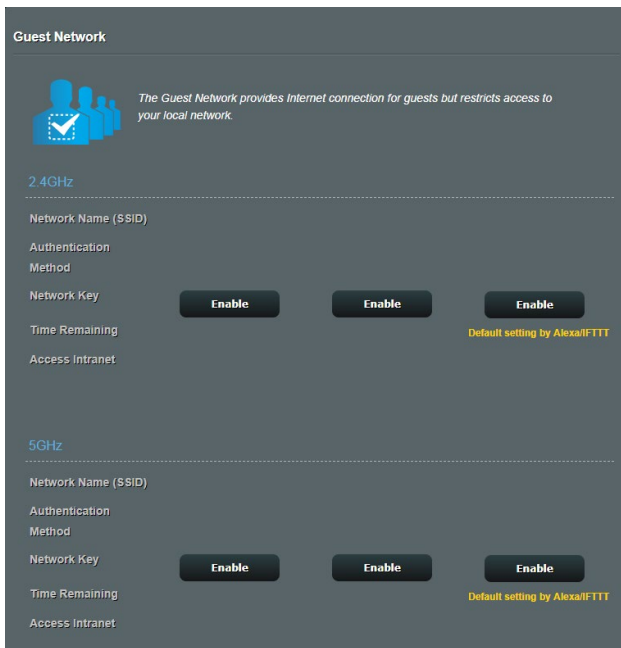 Guest Network
The Guest Network provides Internet connection for guests but restricts access to
your local network.
2.4GHz
Network Name (SSID)
Authentication
Method
Network Key
Enable
Enable
Enable
Time Remaining
Default setting by Alexa/IFTTT
Access Intranet
5GHz
Network Name (SSID)
Authentication
Method
Network Key
Enable
Enable
Enable
Time Remaining
Default setting by Alexa/IFTTT
Access Intranet